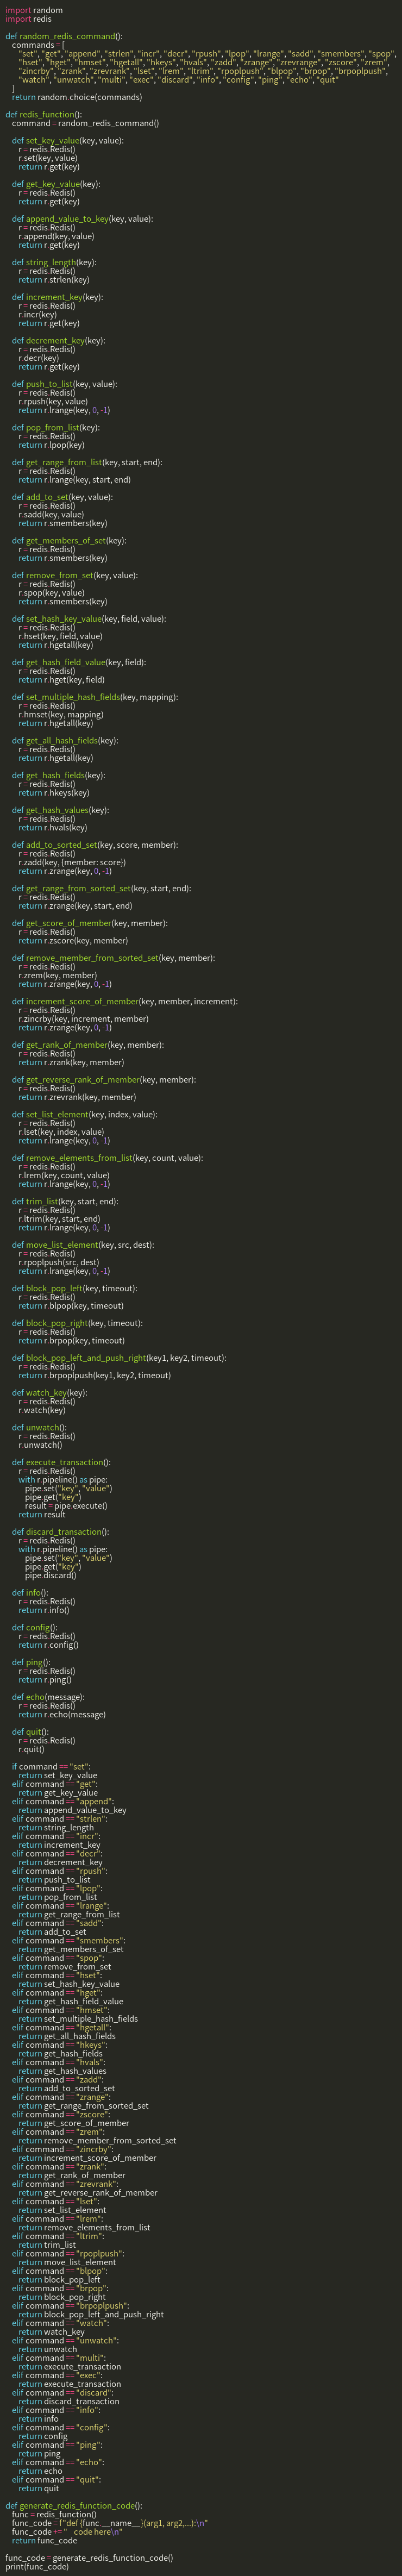 import random
import redis
def random_redis_command():
commands = [
"set", "get", "append", "strlen", "incr", "decr", "rpush", "lpop", "lrange", "sadd", "smembers", "spop",
"hset", "hget", "hmset", "hgetall", "hkeys", "hvals", "zadd", "zrange", "zrevrange", "zscore", "zrem",
"zincrby", "zrank", "zrevrank", "lset", "lrem", "ltrim", "rpoplpush", "blpop", "brpop", "brpoplpush",
"watch", "unwatch", "multi", "exec", "discard", "info", "config", "ping", "echo", "quit"
]
return random.choice(commands)
def redis_function():
command = random_redis_command()
def set_key_value(key, value):
r = redis.Redis()
r.set(key, value)
return r.get(key)
def get_key_value(key):
r = redis.Redis()
return r.get(key)
def append_value_to_key(key, value):
r = redis.Redis()
r.append(key, value)
return r.get(key)
def string_length(key):
r = redis.Redis()
return r.strlen(key)
def increment_key(key):
r = redis.Redis()
r.incr(key)
return r.get(key)
def decrement_key(key):
r = redis.Redis()
r.decr(key)
return r.get(key)
def push_to_list(key, value):
r = redis.Redis()
r.rpush(key, value)
return r.lrange(key, 0, -1)
def pop_from_list(key):
r = redis.Redis()
return r.lpop(key)
def get_range_from_list(key, start, end):
r = redis.Redis()
return r.lrange(key, start, end)
def add_to_set(key, value):
r = redis.Redis()
r.sadd(key, value)
return r.smembers(key)
def get_members_of_set(key):
r = redis.Redis()
return r.smembers(key)
def remove_from_set(key, value):
r = redis.Redis()
r.spop(key, value)
return r.smembers(key)
def set_hash_key_value(key, field, value):
r = redis.Redis()
r.hset(key, field, value)
return r.hgetall(key)
def get_hash_field_value(key, field):
r = redis.Redis()
return r.hget(key, field)
def set_multiple_hash_fields(key, mapping):
r = redis.Redis()
r.hmset(key, mapping)
return r.hgetall(key)
def get_all_hash_fields(key):
r = redis.Redis()
return r.hgetall(key)
def get_hash_fields(key):
r = redis.Redis()
return r.hkeys(key)
def get_hash_values(key):
r = redis.Redis()
return r.hvals(key)
def add_to_sorted_set(key, score, member):
r = redis.Redis()
r.zadd(key, {member: score})
return r.zrange(key, 0, -1)
def get_range_from_sorted_set(key, start, end):
r = redis.Redis()
return r.zrange(key, start, end)
def get_score_of_member(key, member):
r = redis.Redis()
return r.zscore(key, member)
def remove_member_from_sorted_set(key, member):
r = redis.Redis()
r.zrem(key, member)
return r.zrange(key, 0, -1)
def increment_score_of_member(key, member, increment):
r = redis.Redis()
r.zincrby(key, increment, member)
return r.zrange(key, 0, -1)
def get_rank_of_member(key, member):
r = redis.Redis()
return r.zrank(key, member)
def get_reverse_rank_of_member(key, member):
r = redis.Redis()
return r.zrevrank(key, member)
def set_list_element(key, index, value):
r = redis.Redis()
r.lset(key, index, value)
return r.lrange(key, 0, -1)
def remove_elements_from_list(key, count, value):
r = redis.Redis()
r.lrem(key, count, value)
return r.lrange(key, 0, -1)
def trim_list(key, start, end):
r = redis.Redis()
r.ltrim(key, start, end)
return r.lrange(key, 0, -1)
def move_list_element(key, src, dest):
r = redis.Redis()
r.rpoplpush(src, dest)
return r.lrange(key, 0, -1)
def block_pop_left(key, timeout):
r = redis.Redis()
return r.blpop(key, timeout)
def block_pop_right(key, timeout):
r = redis.Redis()
return r.brpop(key, timeout)
def block_pop_left_and_push_right(key1, key2, timeout):
r = redis.Redis()
return r.brpoplpush(key1, key2, timeout)
def watch_key(key):
r = redis.Redis()
r.watch(key)
def unwatch():
r = redis.Redis()
r.unwatch()
def execute_transaction():
r = redis.Redis()
with r.pipeline() as pipe:
pipe.set("key", "value")
pipe.get("key")
result = pipe.execute()
return result
def discard_transaction():
r = redis.Redis()
with r.pipeline() as pipe:
pipe.set("key", "value")
pipe.get("key")
pipe.discard()
def info():
r = redis.Redis()
return r.info()
def config():
r = redis.Redis()
return r.config()
def ping():
r = redis.Redis()
return r.ping()
def echo(message):
r = redis.Redis()
return r.echo(message)
def quit():
r = redis.Redis()
r.quit()
if command == "set":
return set_key_value
elif command == "get":
return get_key_value
elif command == "append":
return append_value_to_key
elif command == "strlen":
return string_length
elif command == "incr":
return increment_key
elif command == "decr":
return decrement_key
elif command == "rpush":
return push_to_list
elif command == "lpop":
return pop_from_list
elif command == "lrange":
return get_range_from_list
elif command == "sadd":
return add_to_set
elif command == "smembers":
return get_members_of_set
elif command == "spop":
return remove_from_set
elif command == "hset":
return set_hash_key_value
elif command == "hget":
return get_hash_field_value
elif command == "hmset":
return set_multiple_hash_fields
elif command == "hgetall":
return get_all_hash_fields
elif command == "hkeys":
return get_hash_fields
elif command == "hvals":
return get_hash_values
elif command == "zadd":
return add_to_sorted_set
elif command == "zrange":
return get_range_from_sorted_set
elif command == "zscore":
return get_score_of_member
elif command == "zrem":
return remove_member_from_sorted_set
elif command == "zincrby":
return increment_score_of_member
elif command == "zrank":
return get_rank_of_member
elif command == "zrevrank":
return get_reverse_rank_of_member
elif command == "lset":
return set_list_element
elif command == "lrem":
return remove_elements_from_list
elif command == "ltrim":
return trim_list
elif command == "rpoplpush":
return move_list_element
elif command == "blpop":
return block_pop_left
elif command == "brpop":
return block_pop_right
elif command == "brpoplpush":
return block_pop_left_and_push_right
elif command == "watch":
return watch_key
elif command == "unwatch":
return unwatch
elif command == "multi":
return execute_transaction
elif command == "exec":
return execute_transaction
elif command == "discard":
return discard_transaction
elif command == "info":
return info
elif command == "config":
return config
elif command == "ping":
return ping
elif command == "echo":
return echo
elif command == "quit":
return quit
def generate_redis_function_code():
func = redis_function()
func_code = f"def {func.__name__}(arg1, arg2,...):\n"
func_code += " code here\n"
return func_code
func_code = generate_redis_function_code()
print(func_code)